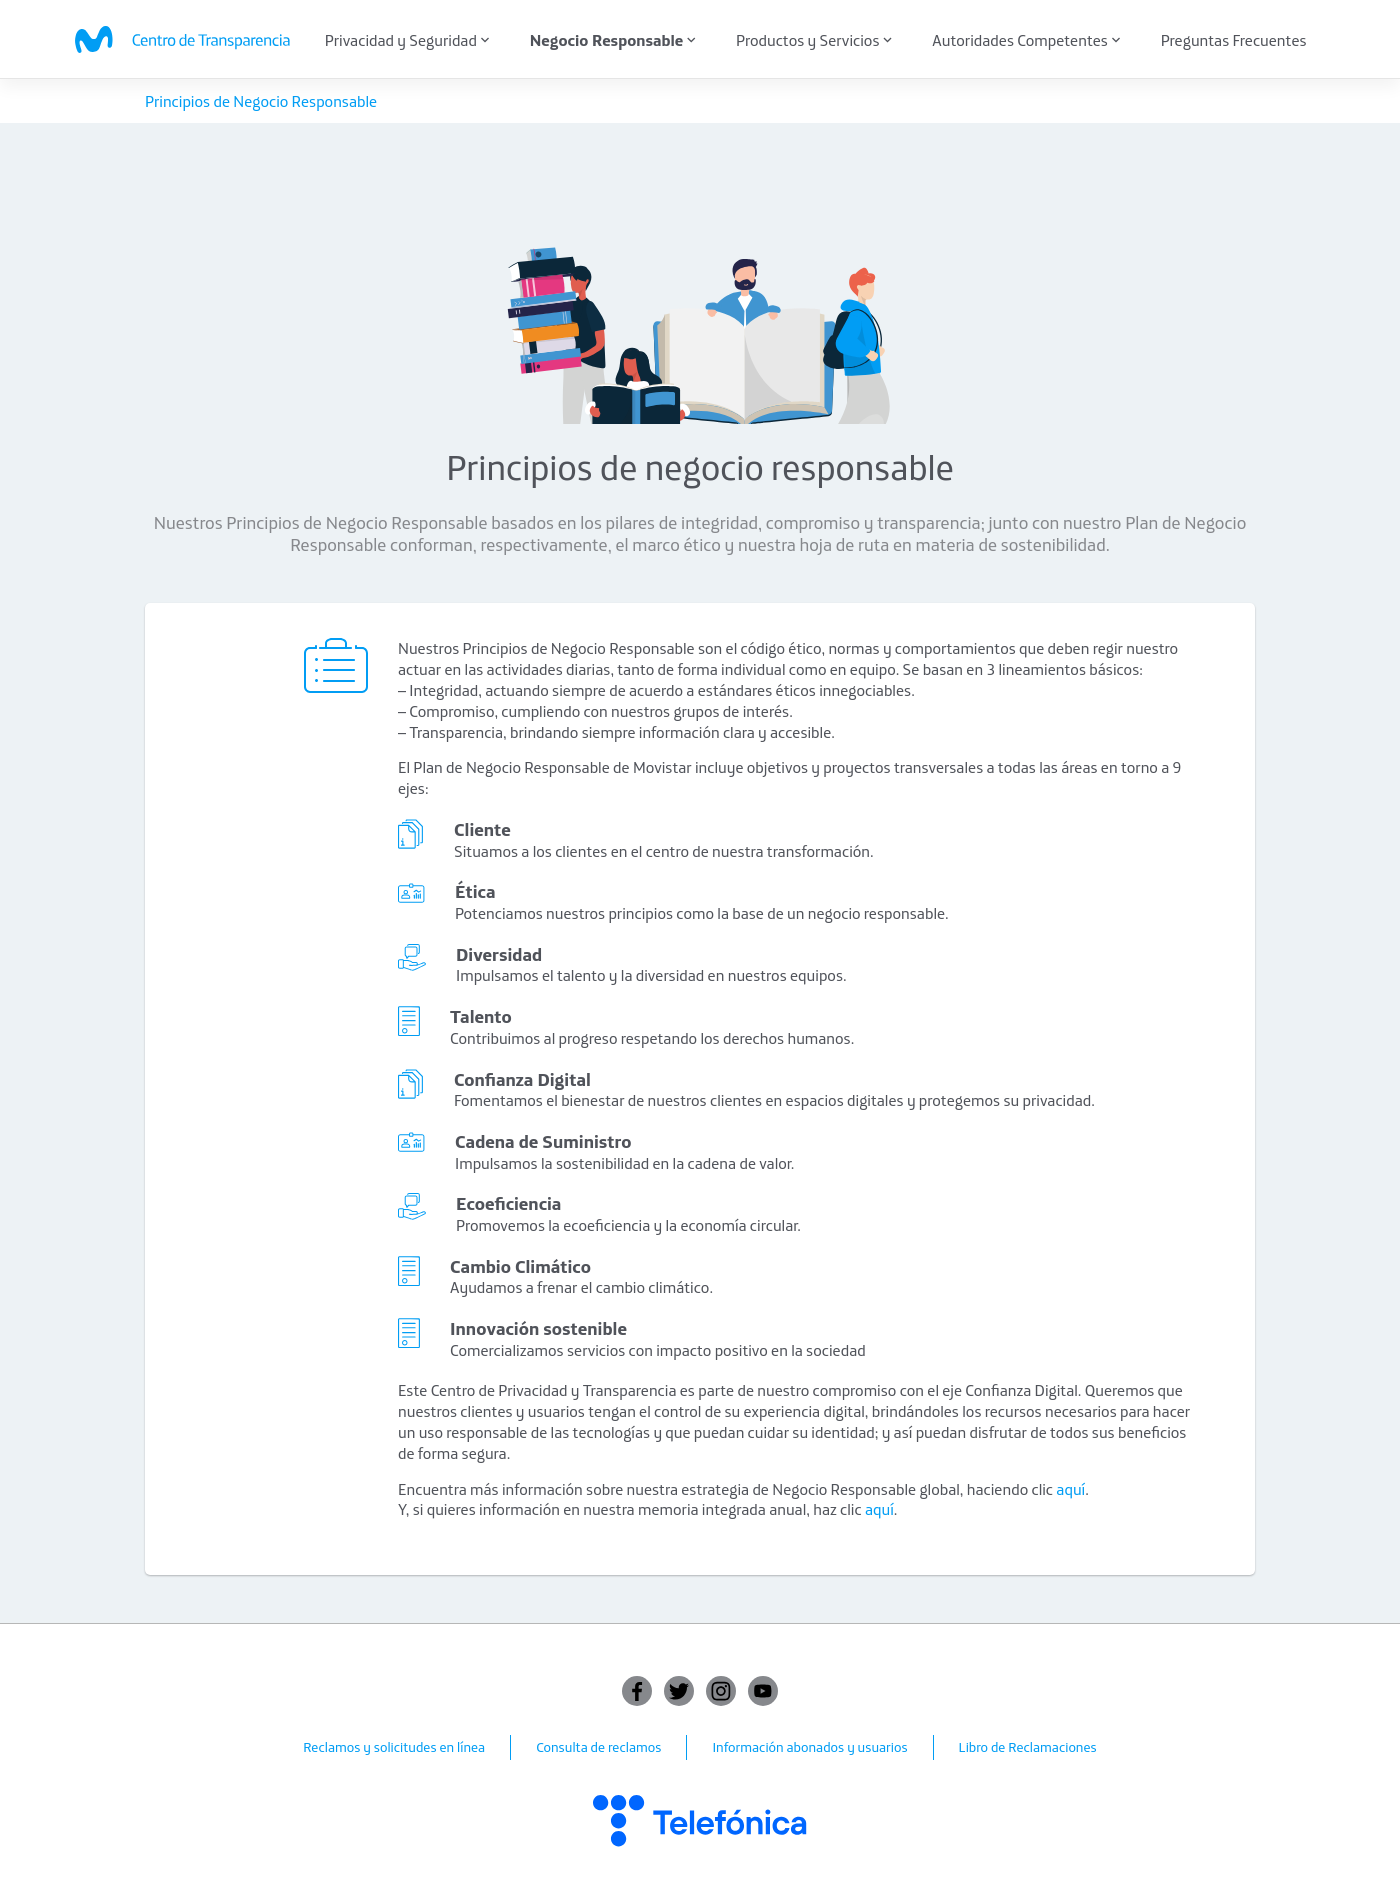 Centro de Transparencia
Privacidad y Seguridad
Negocio Responsable
Productos y Servicios
Autoridades Competentes
Preguntas Frecuentes
Principios de Negocio Responsable
Principios de negocio responsable
Nuestros Principios de Negocio Responsable basados en los pilares de integridad, compromiso y transparencia; junto con nuestro Plan de Negocio
Responsable conforman, respectivamente, el marco ético y nuestra hoja de ruta en materia de sostenibilidad.
Nuestros Principios de Negocio Responsable son el código ético, normas y comportamientos que deben regir nuestro
actuar en las actividades diarias, tanto de forma individual como en equipo. Se basan en 3 lineamientos básicos:
– Integridad, actuando siempre de acuerdo a estándares éticos innegociables.
– Compromiso, cumpliendo con nuestros grupos de interés.
– Transparencia, brindando siempre información clara y accesible.
El Plan de Negocio Responsable de Movistar incluye objetivos y proyectos transversales a todas las áreas en torno a 9
ejes:
Cliente
Situamos a los clientes en el centro de nuestra transformación.
Ética
Potenciamos nuestros principios como la base de un negocio responsable.
Diversidad
Impulsamos el talento y la diversidad en nuestros equipos.
Talento
Contribuimos al progreso respetando los derechos humanos.
Confianza Digital
Fomentamos el bienestar de nuestros clientes en espacios digitales y protegemos su privacidad.
Cadena de Suministro
Impulsamos la sostenibilidad en la cadena de valor.
Ecoeficiencia
Promovemos la ecoeficiencia y la economía circular.
Cambio Climático
Ayudamos a frenar el cambio climático.
Innovación sostenible
Comercializamos servicios con impacto positivo en la sociedad
Este Centro de Privacidad y Transparencia es parte de nuestro compromiso con el eje Confianza Digital. Queremos que
nuestros clientes y usuarios tengan el control de su experiencia digital, brindándoles los recursos necesarios para hacer
un uso responsable de las tecnologías y que puedan cuidar su identidad; y así puedan disfrutar de todos sus beneficios
de forma segura.
Encuentra más información sobre nuestra estrategia de Negocio Responsable global, haciendo clic aquí.
Y, si quieres información en nuestra memoria integrada anual, haz clic aquí.
Reclamos y solicitudes en línea
Consulta de reclamos
Información abonados y usuarios
Libro de Reclamaciones
Telefónica